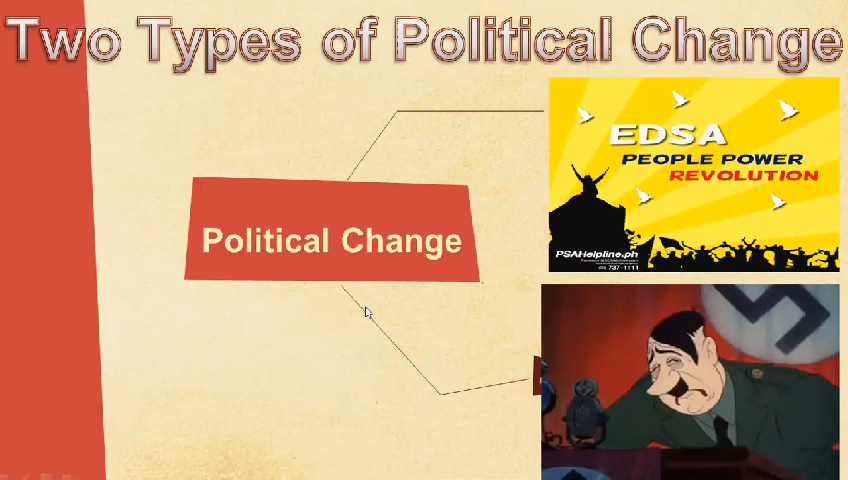 Two Types of Political Change
EDSA
PEOPLE POWER
REVOLUTION
Political Change
PSAHelpline.ph
737-1111